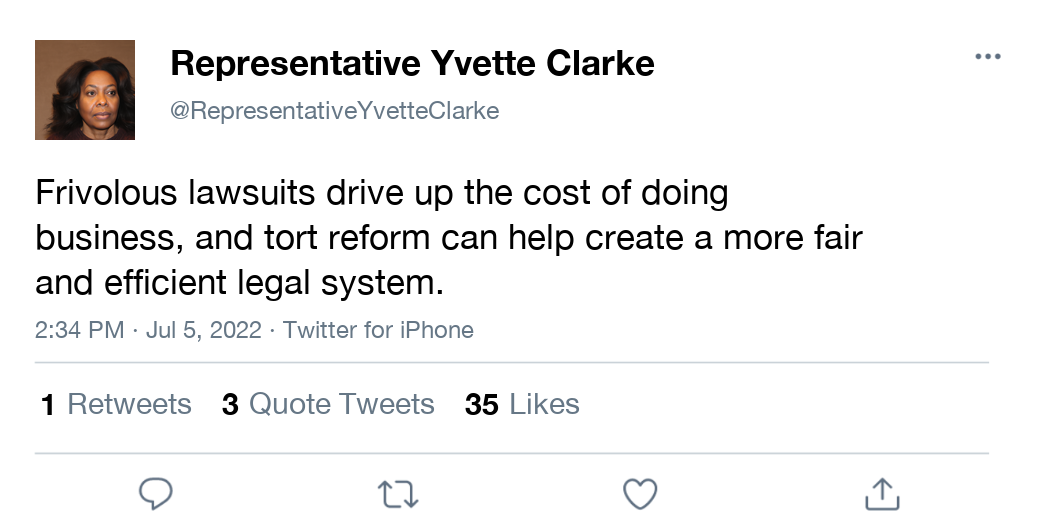 Representative Yvette Clarke
@RepresentativeYvetteClarke
Frivolous lawsuits drive up the cost of doing
business, and tort reform can help create a more fair
and efficient legal system.
2:34 PM · Jul 5, 2022 · Twitter for iPhone
1 Retweets 3 Quote Tweets 35 Likes